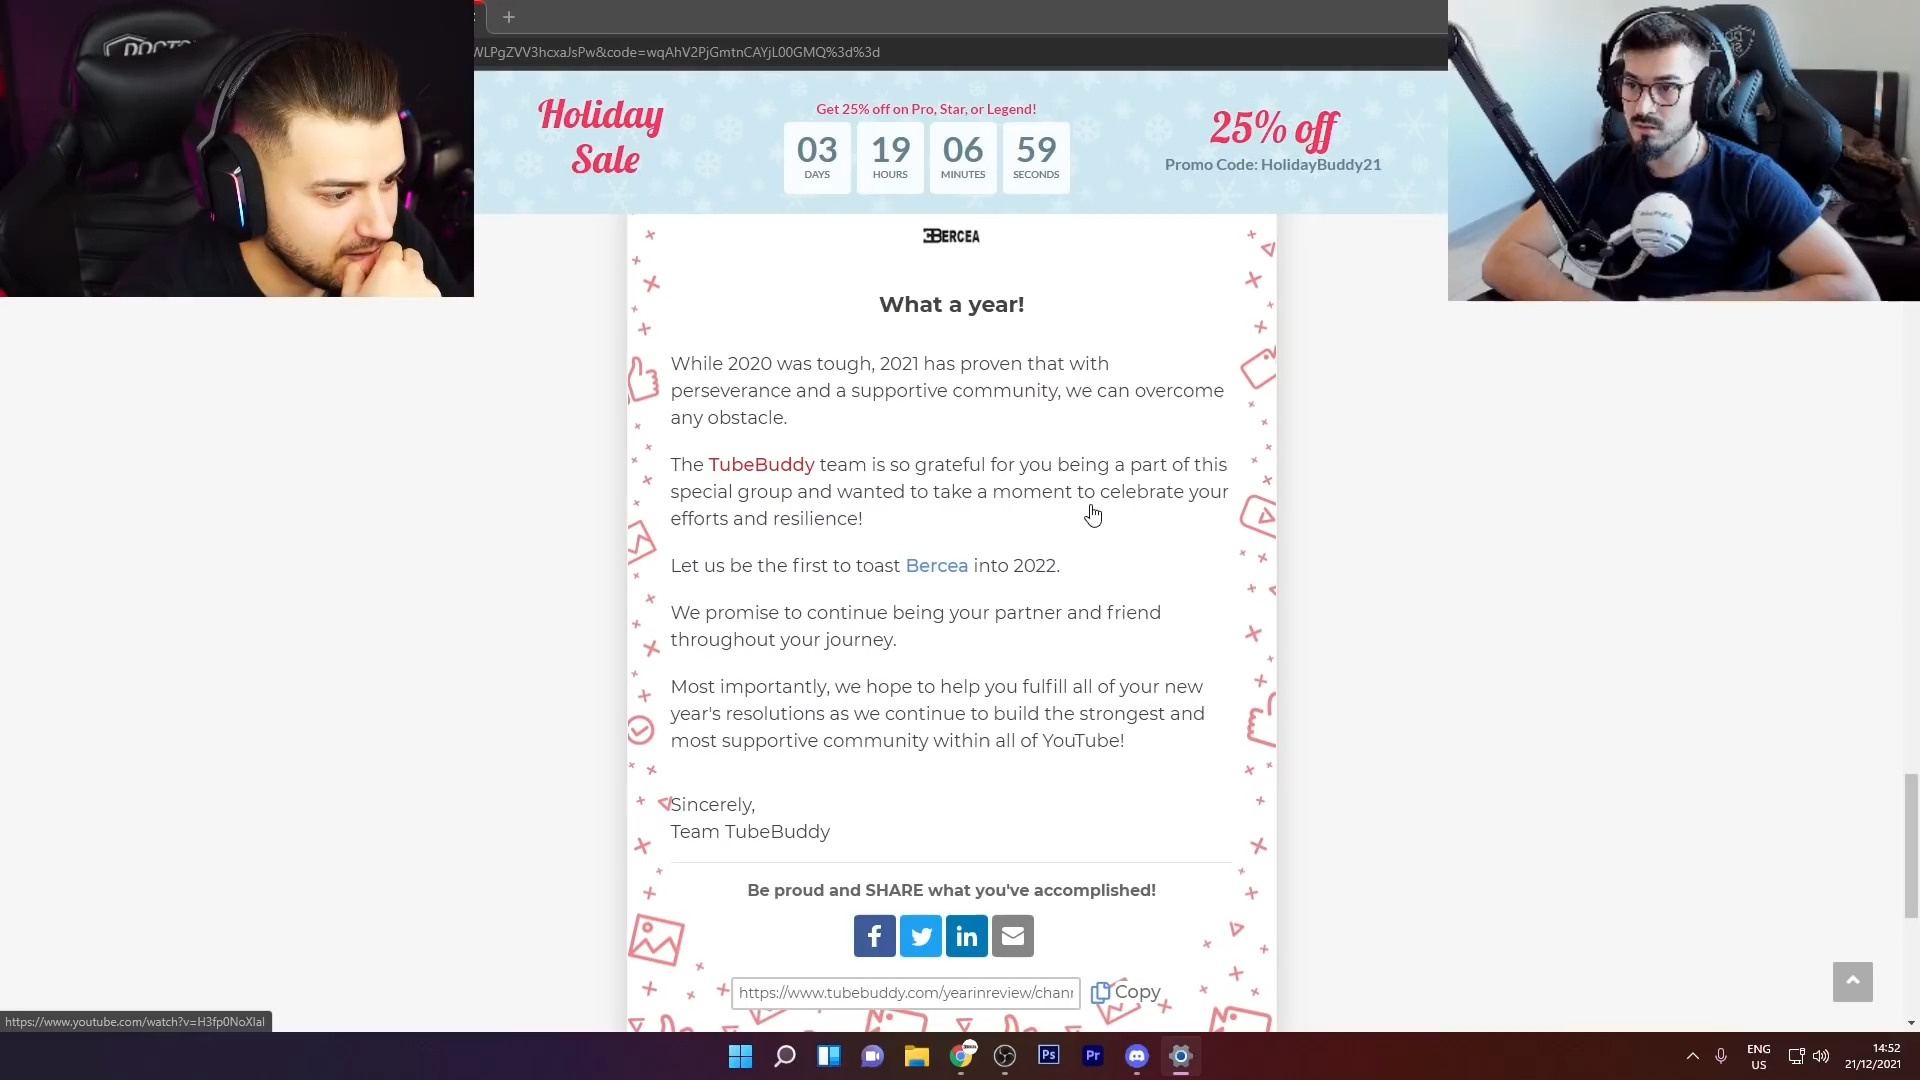 WLPgZVV3hcxaJsPw&code=wqAhV2PjGmtnCAYjL00GMQ%3d%3d
Holiday
Sale
Get 25% off on Pro, Star, or Legend!
03
19
06
59
DAYS
HOURS
MINUTES
SECONDS
25% off
Promo Code: HolidayBuddy21
BERCEA
What a year!
While 2020 was tough, 2021 has proven that with
perseverance and a supportive community, we can overcome
any obstacle.
The TubeBuddy team is so grateful for you being a part of this
special group and wanted to take a moment to celebrate your
efforts and resilience!
Let us be the first to toast Bercea into 2022.
We promise to continue being your partner and friend
throughout your journey.
Most importantly, we hope to help you fulfill all of your new
year's resolutions as we continue to build the strongest and
most supportive community within all of YouTube!
Sincerely,
Team TubeBuddy
Be proud and SHARE what you've accomplished!
https://www.tubebuddy.com/yearinreview/chan
Copy
https://www.youtube.com/watch?v=H3fp0NoXIaI
Ps
Pr
ENG
US
14:52
21/12/2021